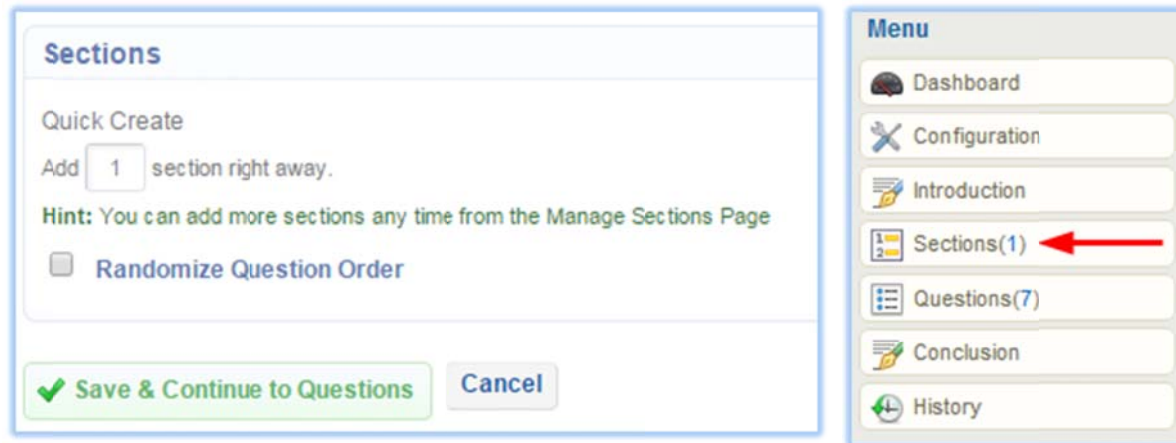 Sections
Quick Create
Add 1 section right away.
Hint: You can add more sections any time from the Manage Sections Page
Randomize Question Order
Save & Continue to Questions
Cancel
Menu
Dashboard
Configuration
Introduction
1
2
Sections(1)
Questions(7)
Conclusion
History